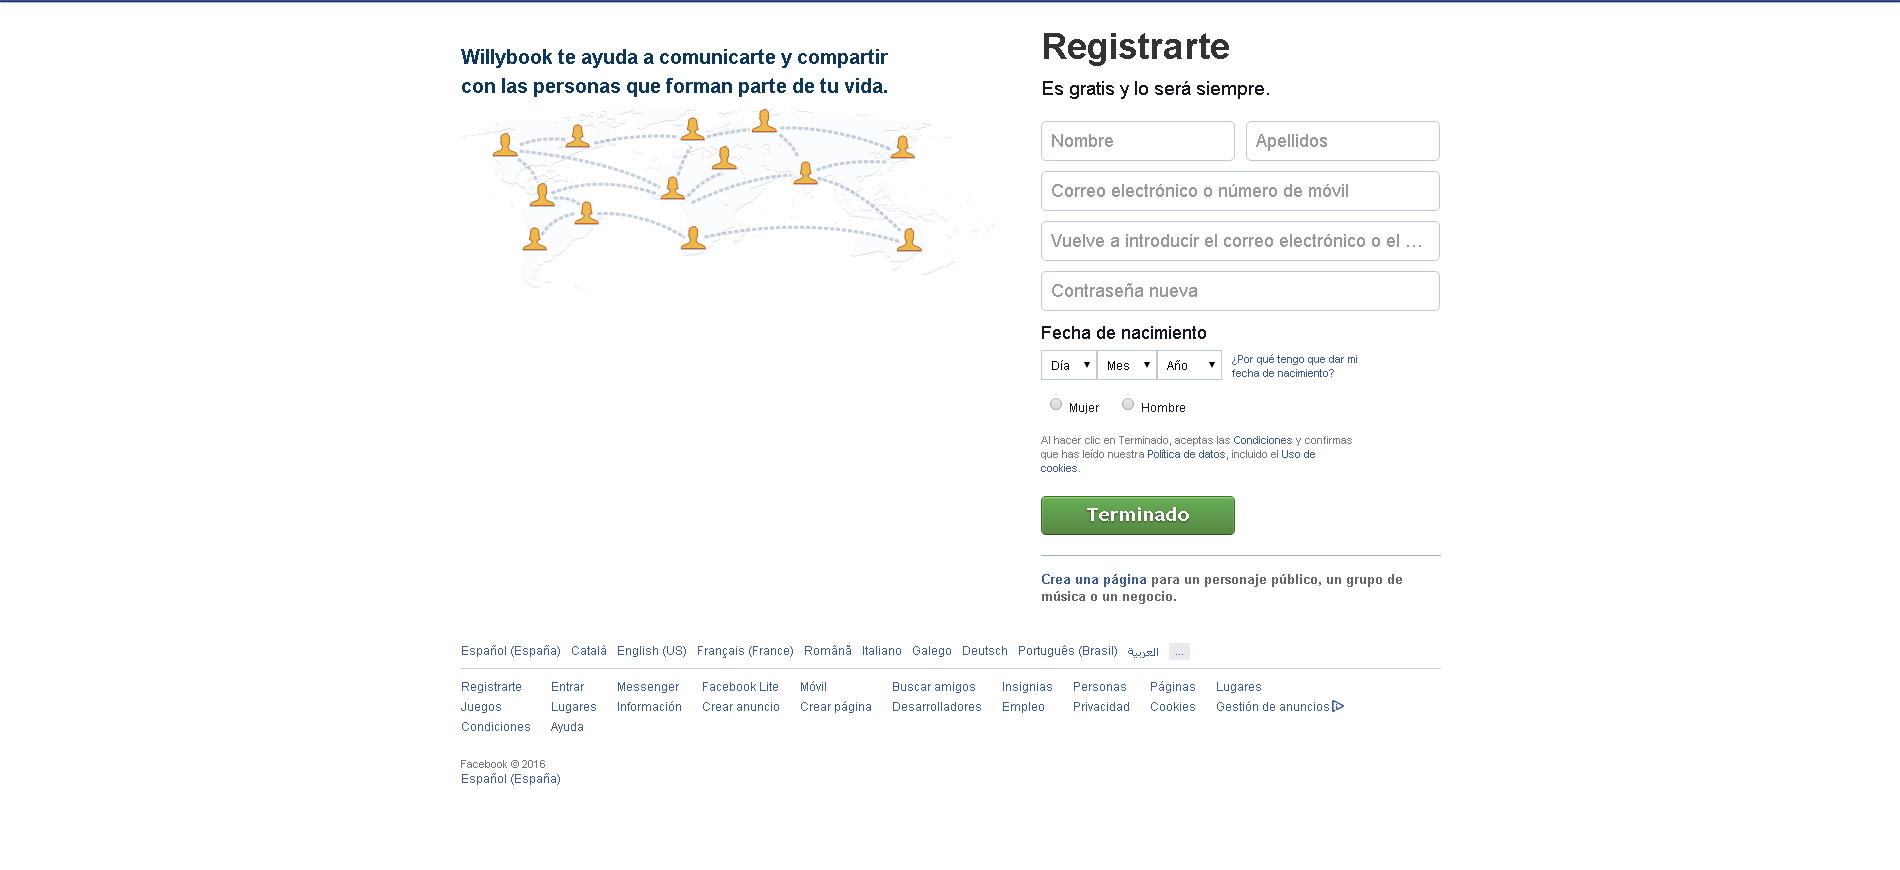 Willybook te ayuda a comunicarte y compartir
con las personas que forman parte de tu vida.
Registrarte
Es gratis y lo será siempre.
Nombre Apellidos
Correo electrónico o número de móvil
Vuelve a introducir el correo electrónico o el ...
Contraseña nueva
Fecha de nacimiento
Día Mes Año
¿Por qué tengo que dar mi
fecha de nacimiento?
Mujer Hombre
Al hacer clic en Terminado, aceptas las Condiciones y confirmas
que has leído nuestra Política de datos, incluido el Uso de
cookies.
Terminado
Crea una página para un personaje público, un grupo de
música o un negocio.
Español (España) Català English (US) Français (France) Română Italiano Galego Deutsch Português (Brasil) العربية ...
Registrarte Entrar Messenger Facebook Lite Móvil Buscar amigos Insignias Personas Páginas Lugares
Juegos Lugares Información Crear anuncio Crear página Desarrolladores Empleo Privacidad Cookies Gestión de anuncios
Condiciones Ayuda
Facebook © 2016
Español (España)